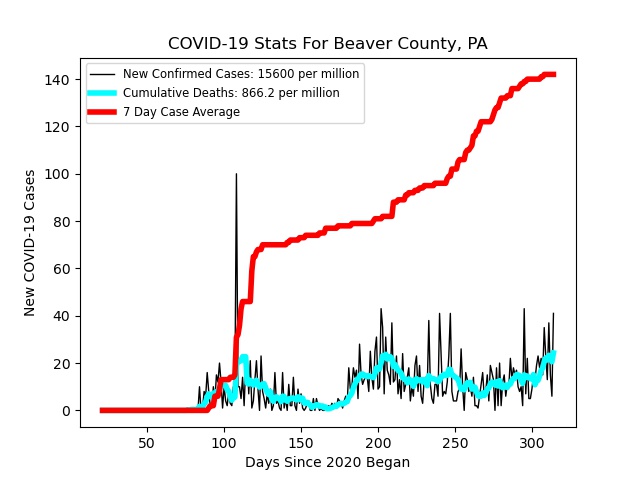 COVID-19 Stats For Beaver County, PA
New Confirmed Cases: 15600 per million
Cumulative Deaths: 866.2 per million
7 Day Case Average
New COVID-19 Cases
140
120
100
80
60
40
20
0
50 100 150 200 250 300
Days Since 2020 Began